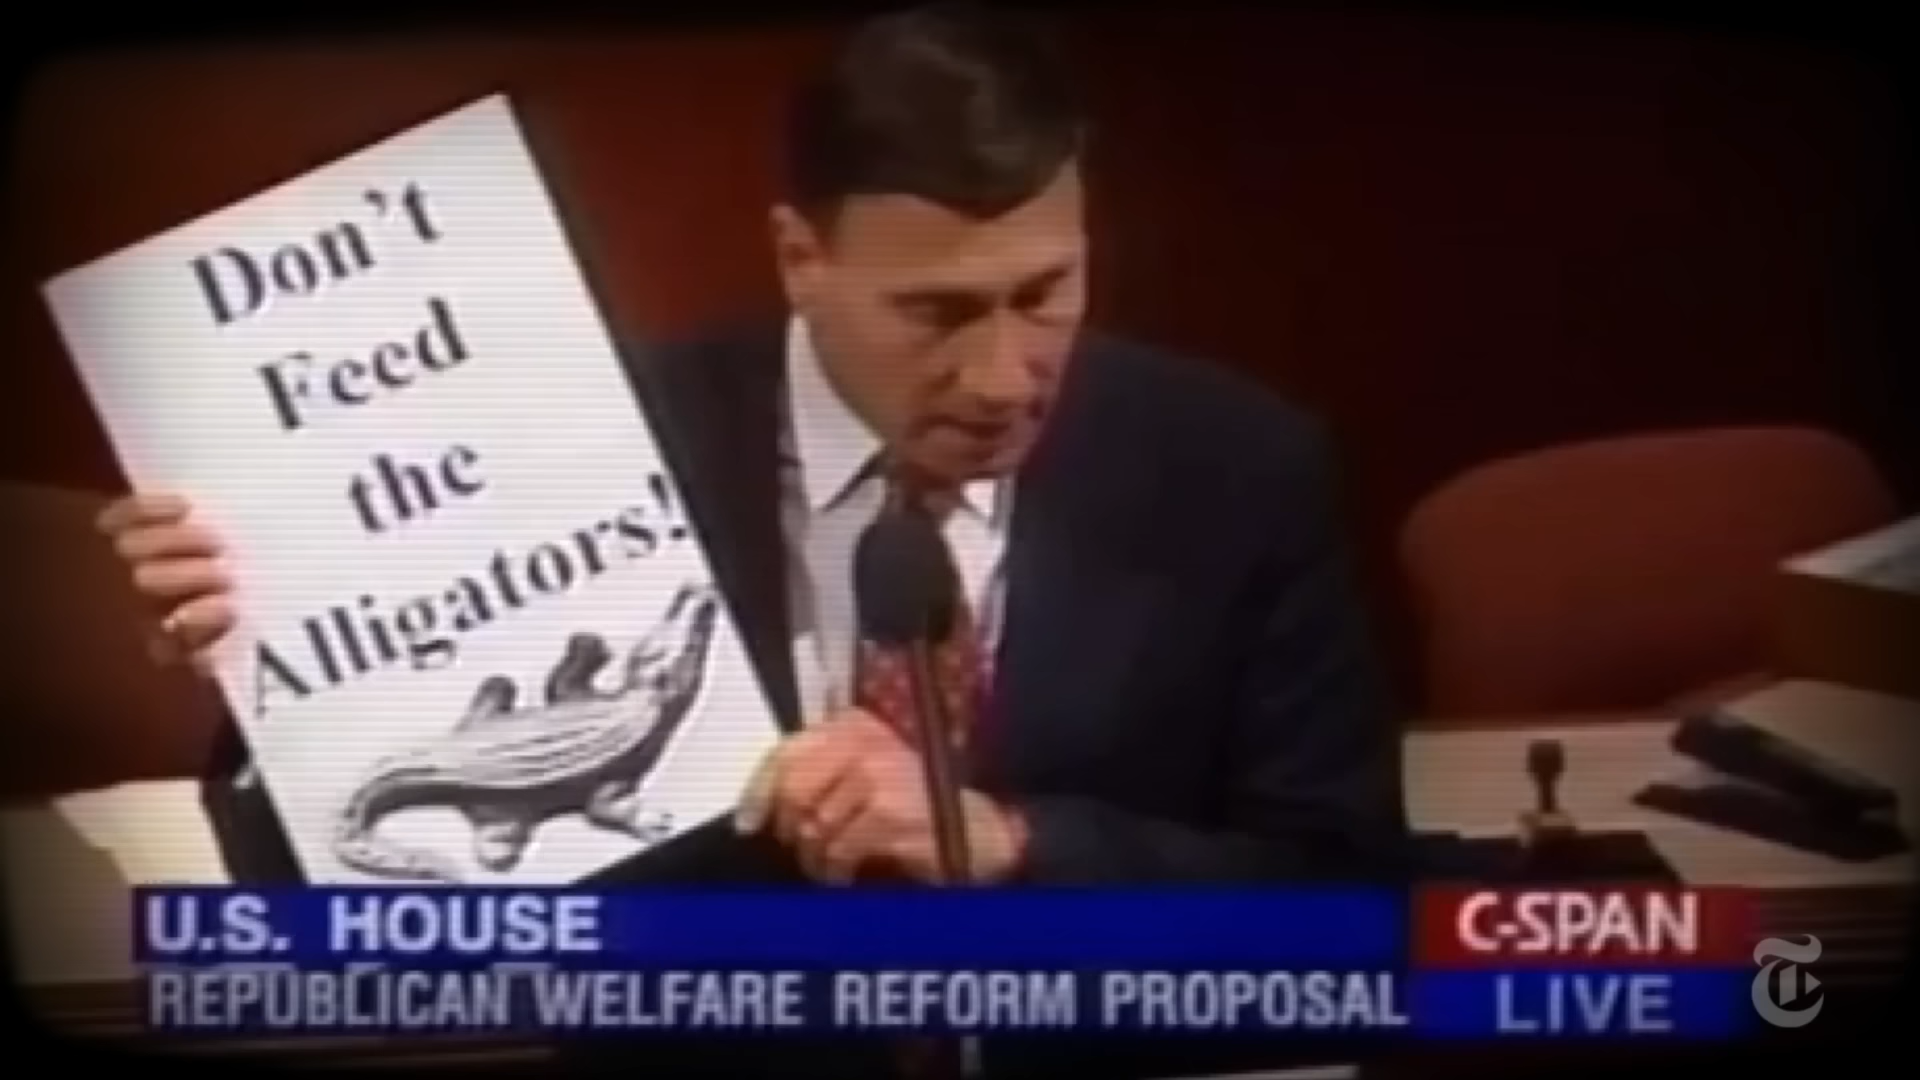 Don't
Feed
the
Alligators!
U.S. HOUSE
C-SPAN
REPUBLICAN WELFARE REFORM PROPOSAL
LIVE
T